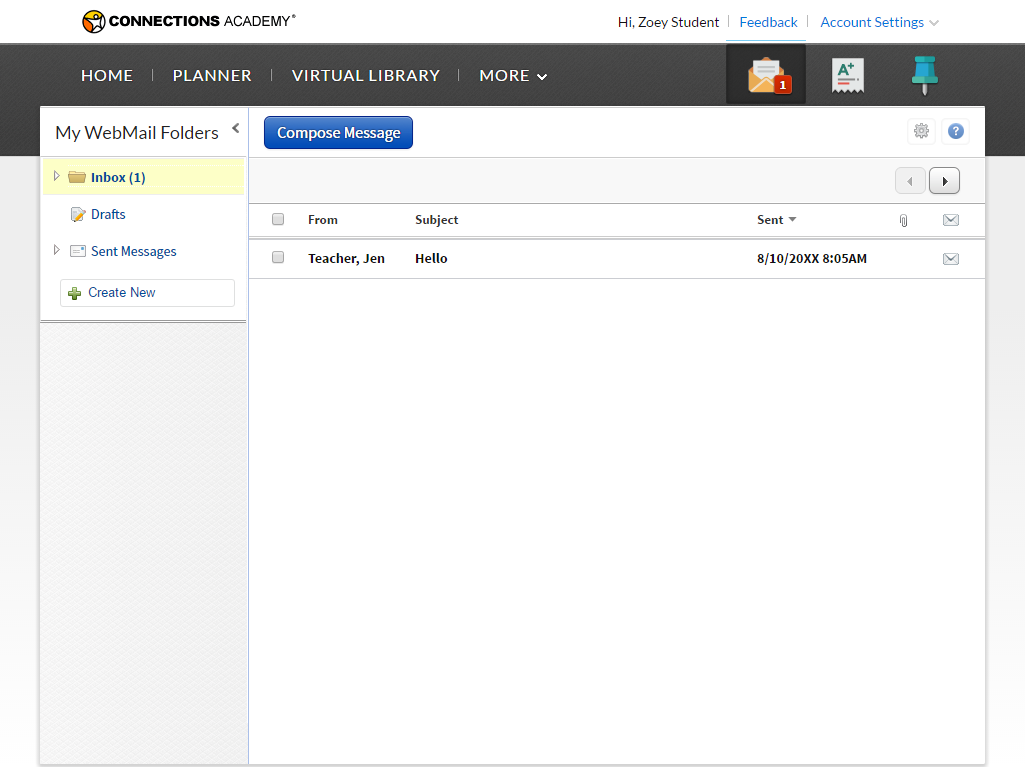 CONNECTIONS ACADEMY®
Hi, Zoey Student Feedback Account Settings
HOME PLANNER VIRTUAL LIBRARY MORE
1
A+
My WebMail Folders
Compose Message
?
Inbox (1)
Drafts
Sent Messages
Create New
From Subject Sent
Teacher, Jen Hello 8/10/20XX 8:05AM